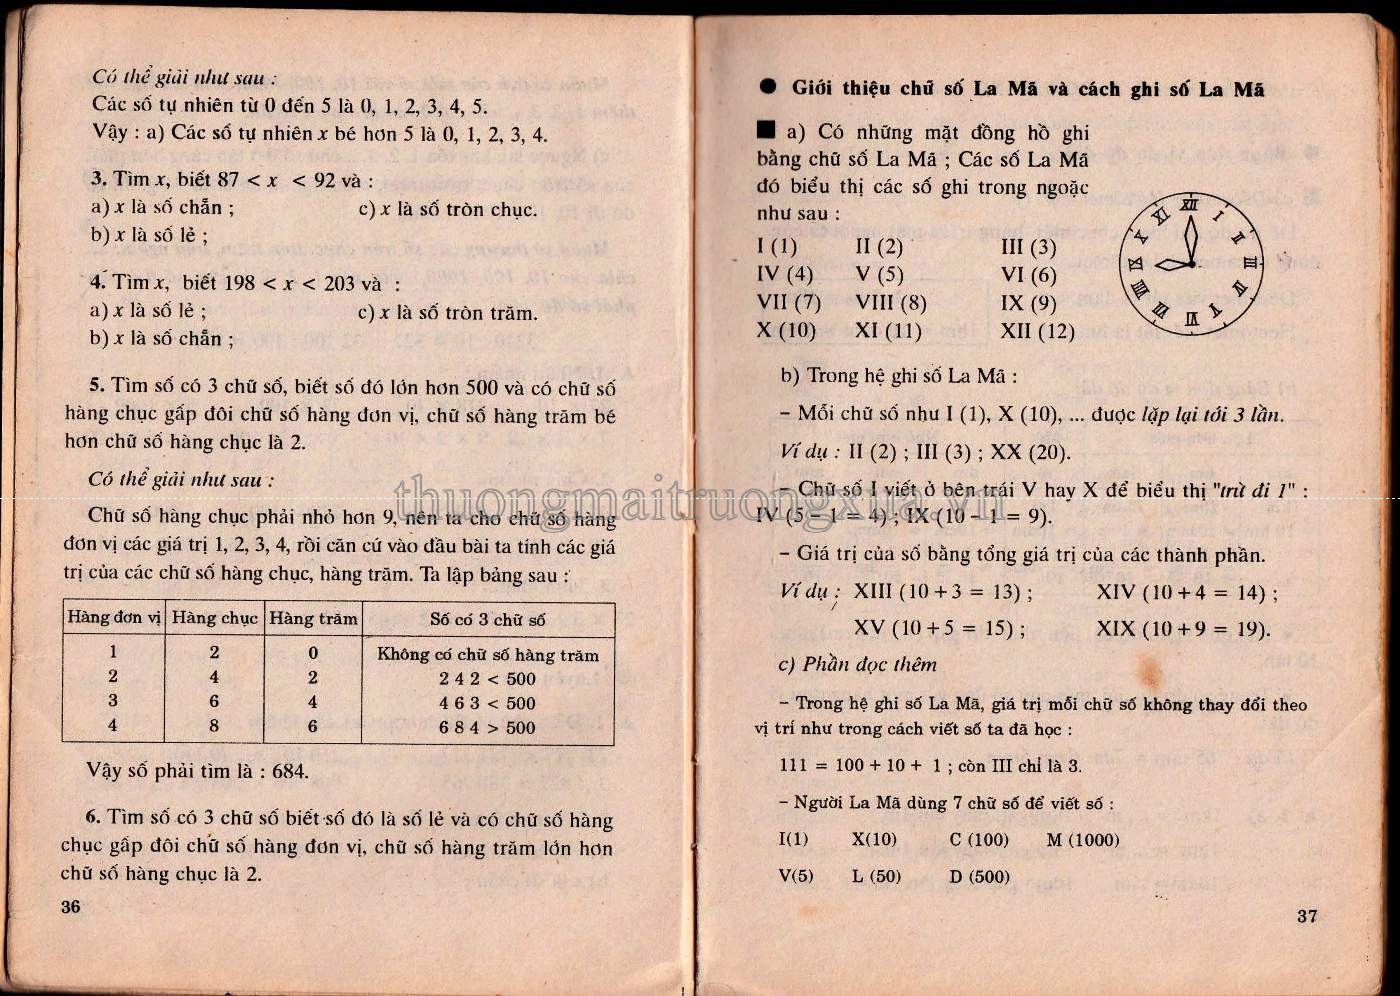 Có thể giải như sau :
Các số tự nhiên từ 0 đến 5 là 0, 1, 2, 3, 4, 5.
Vậy : a) Các số tự nhiên x bé hơn 5 là 0, 1, 2, 3, 4.
3. Tìm x, biết 87 < x < 92 và :
a) x là số chẵn ; c) x là số tròn chục.
b) x là số lẻ ;
4. Tìm x, biết 198 < x < 203 và :
a) x là số lẻ ; c) x là số tròn trăm.
b) x là số chẵn ;
5. Tìm số có 3 chữ số, biết số đó lớn hơn 500 và có chữ số
hàng chục gấp đôi chữ số hàng đơn vị, chữ số hàng trăm bé
hơn chữ số hàng chục là 2.
Có thể giải như sau :
Chữ số hàng chục phải nhỏ hơn 9, nên ta cho chữ số hàng
đơn vị các giá trị 1, 2, 3, 4, rồi căn cứ vào đầu bài ta tính các giá
trị của các chữ số hàng chục, hàng trăm. Ta lập bảng sau :
Hàng đơn vị Hàng chục Hàng trăm Số có 3 chữ số
1 2 0 Không có chữ số hàng trăm
2 4 2 2 4 2 < 500
3 6 4 4 6 3 < 500
4 8 6 6 8 4 > 500
Vậy số phải tìm là : 684.
6. Tìm số có 3 chữ số biết số đó là số lẻ và có chữ số hàng
chục gấp đôi chữ số hàng đơn vị, chữ số hàng trăm lớn hơn
chữ số hàng chục là 2.
36
● Giới thiệu chữ số La Mã và cách ghi số La Mã
■ a) Có những mặt đồng hồ ghi
bằng chữ số La Mã ; Các số La Mã
đó biểu thị các số ghi trong ngoặc
như sau :
I (1) II (2) III (3)
IV (4) V (5) VI (6)
VII (7) VIII (8) IX (9)
X (10) XI (11) XII (12)
XII I II III IV V VI VII VIII IX X XI
b) Trong hệ ghi số La Mã :
– Mỗi chữ số như I (1), X (10), ... được lặp lại tới 3 lần.
Ví dụ : II (2) ; III (3) ; XX (20).
– Chữ số I viết ở bên trái V hay X để biểu thị "trừ đi 1" :
IV (5 – 1 = 4) ; IX (10 – 1 = 9).
– Giá trị của số bằng tổng giá trị của các thành phần.
Ví dụ : XIII (10 + 3 = 13) ; XIV (10 + 4 = 14) ;
XV (10 + 5 = 15) ; XIX (10 + 9 = 19).
c) Phần đọc thêm
– Trong hệ ghi số La Mã, giá trị mỗi chữ số không thay đổi theo
vị trí như trong cách viết số ta đã học :
111 = 100 + 10 + 1 ; còn III chỉ là 3.
– Người La Mã dùng 7 chữ số để viết số :
I(1) X(10) C (100) M (1000)
V(5) L (50) D (500)
37
thuongmaitruongxua.vn